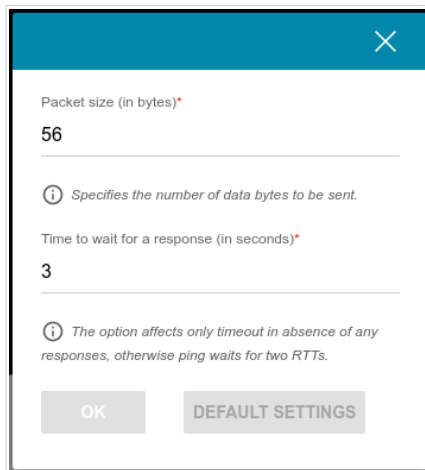 Packet size (in bytes)*
56
Specifies the number of data bytes to be sent.
Time to wait for a response (in seconds)*
3
The option affects only timeout in absence of any
responses, otherwise ping waits for two RTTs.
OK
DEFAULT SETTINGS